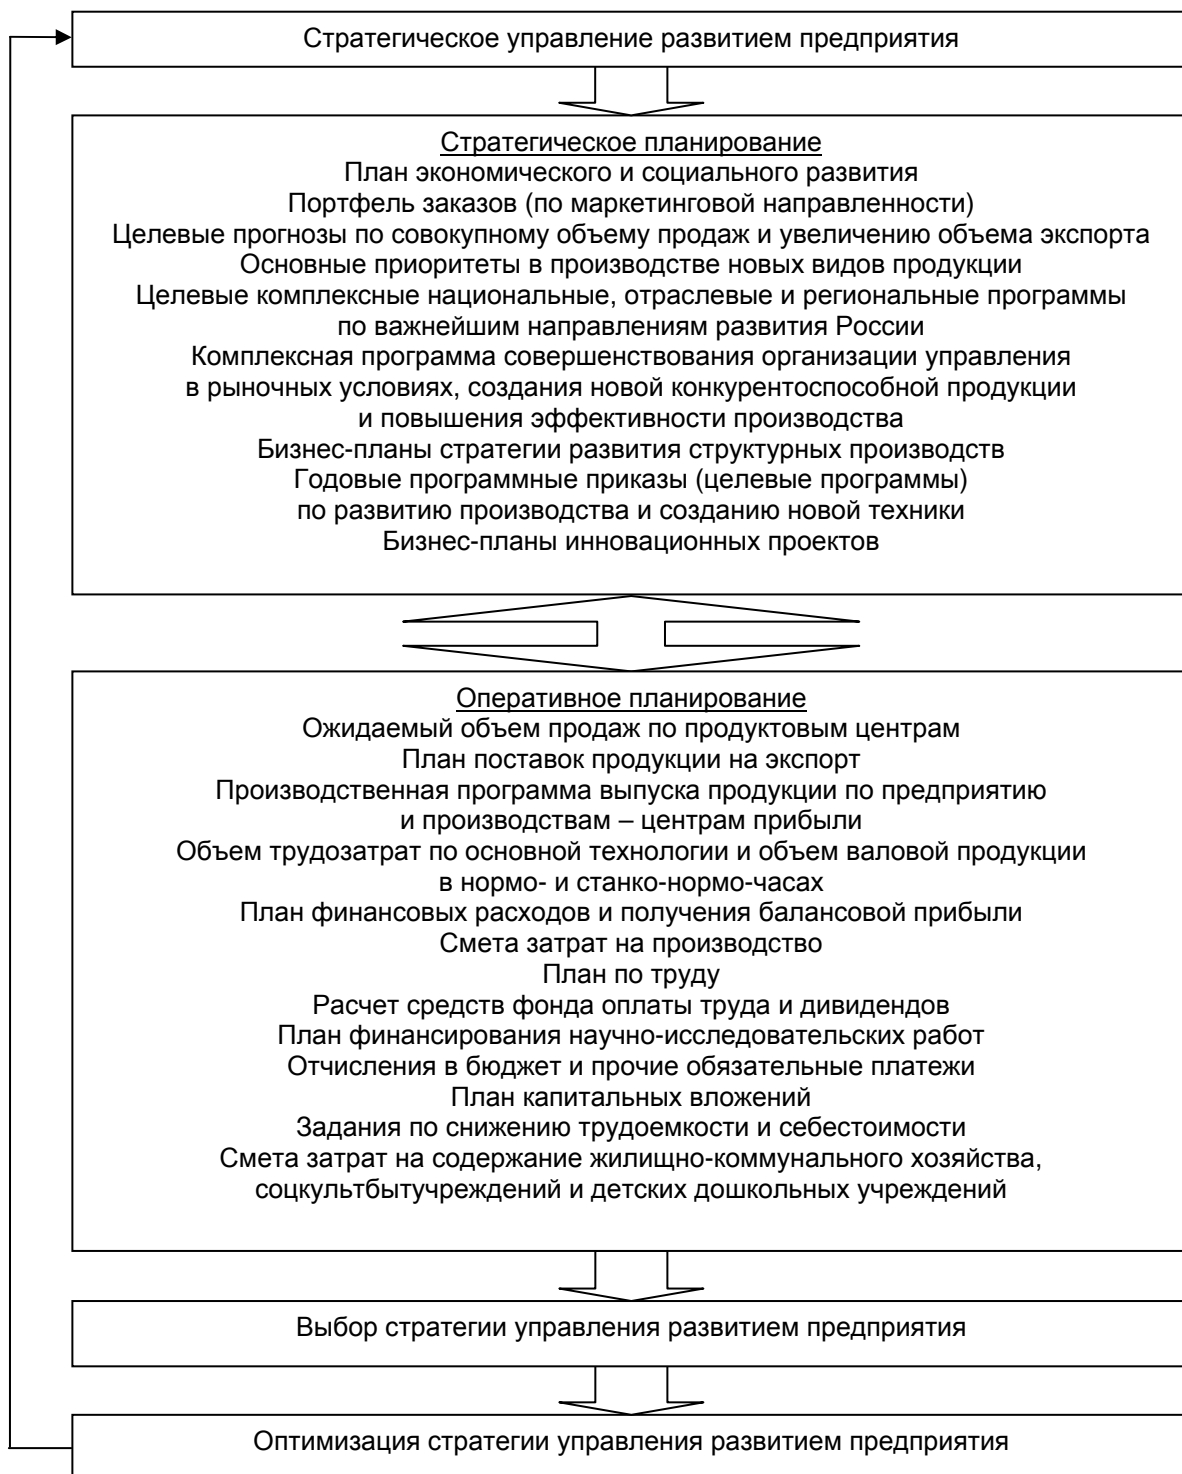 Стратегическое управление развитием предприятия
Стратегическое планирование
План экономического и социального развития
Портфель заказов (по маркетинговой направленности)
Целевые прогнозы по совокупному объему продаж и увеличению объема экспорта
Основные приоритеты в производстве новых видов продукции
Целевые комплексные национальные, отраслевые и региональные программы
по важнейшим направлениям развития России
Комплексная программа совершенствования организации управления
в рыночных условиях, создания новой конкурентоспособной продукции
и повышения эффективности производства
Бизнес-планы стратегии развития структурных производств
Годовые программные приказы (целевые программы)
по развитию производства и созданию новой техники
Бизнес-планы инновационных проектов
Оперативное планирование
Ожидаемый объем продаж по продуктовым центрам
План поставок продукции на экспорт
Производственная программа выпуска продукции по предприятию
и производствам – центрам прибыли
Объем трудозатрат по основной технологии и объем валовой продукции
в нормо- и станко-нормо-часах
План финансовых расходов и получения балансовой прибыли
Смета затрат на производство
План по труду
Расчет средств фонда оплаты труда и дивидендов
План финансирования научно-исследовательских работ
Отчисления в бюджет и прочие обязательные платежи
План капитальных вложений
Задания по снижению трудоемкости и себестоимости
Смета затрат на содержание жилищно-коммунального хозяйства,
соцкультбытучреждений и детских дошкольных учреждений
Выбор стратегии управления развитием предприятия
Оптимизация стратегии управления развитием предприятия